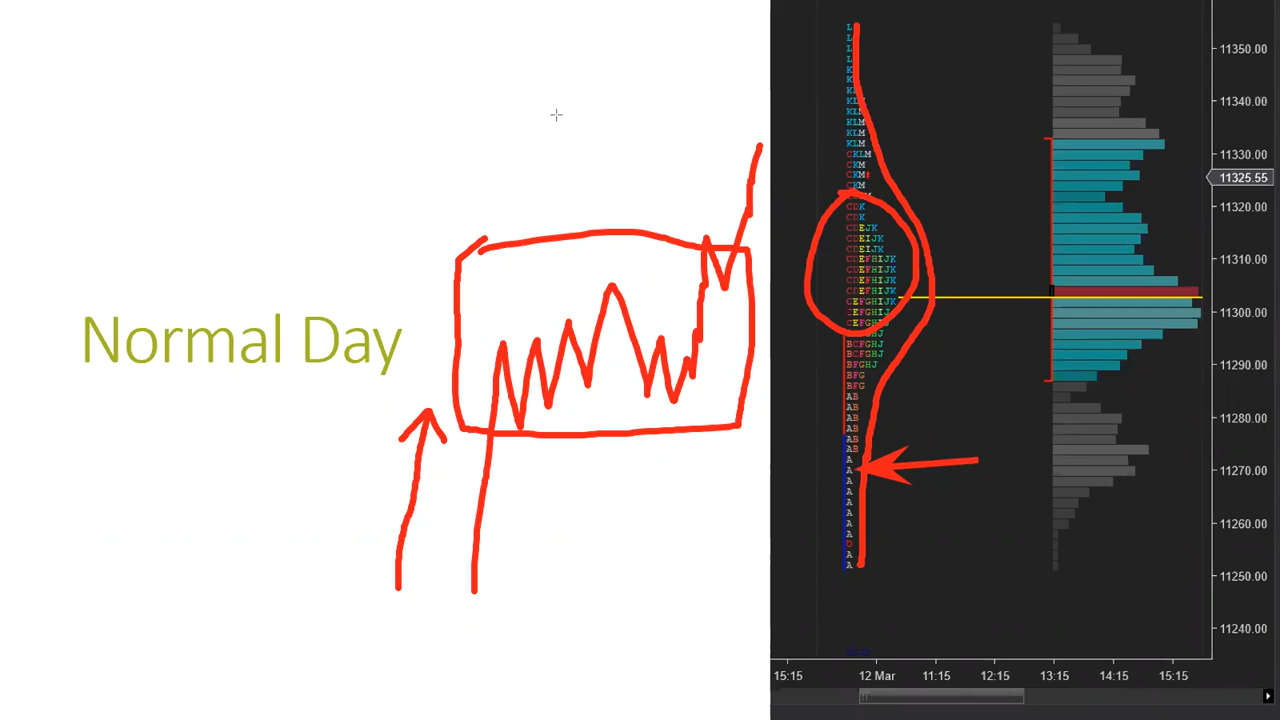 Normal Day
L
L
L
L
K
K
K
KL
KL
KL
KLM
KLM
CKLM
CKM
CKM
CKM
CDK
CDK
CDEJK
CDEIJK
CDEIJK
CDEFHIJK
CDEFHIJK
CDEFHIJK
CDEFHIJK
CEFGHIJK
CEFGHIJ
CEFGHIJ
BCFGHJ
BCFGHJ
BFGHJ
BFG
BFG
AB
AB
AB
AB
AB
AB
A
A
A
A
A
A
A
A
O
A
A
11350.00
11340.00
11330.00
11325.55
11320.00
11310.00
11300.00
11290.00
11280.00
11270.00
11260.00
11250.00
11240.00
15:15 12 Mar 11:15 12:15 13:15 14:15 15:15